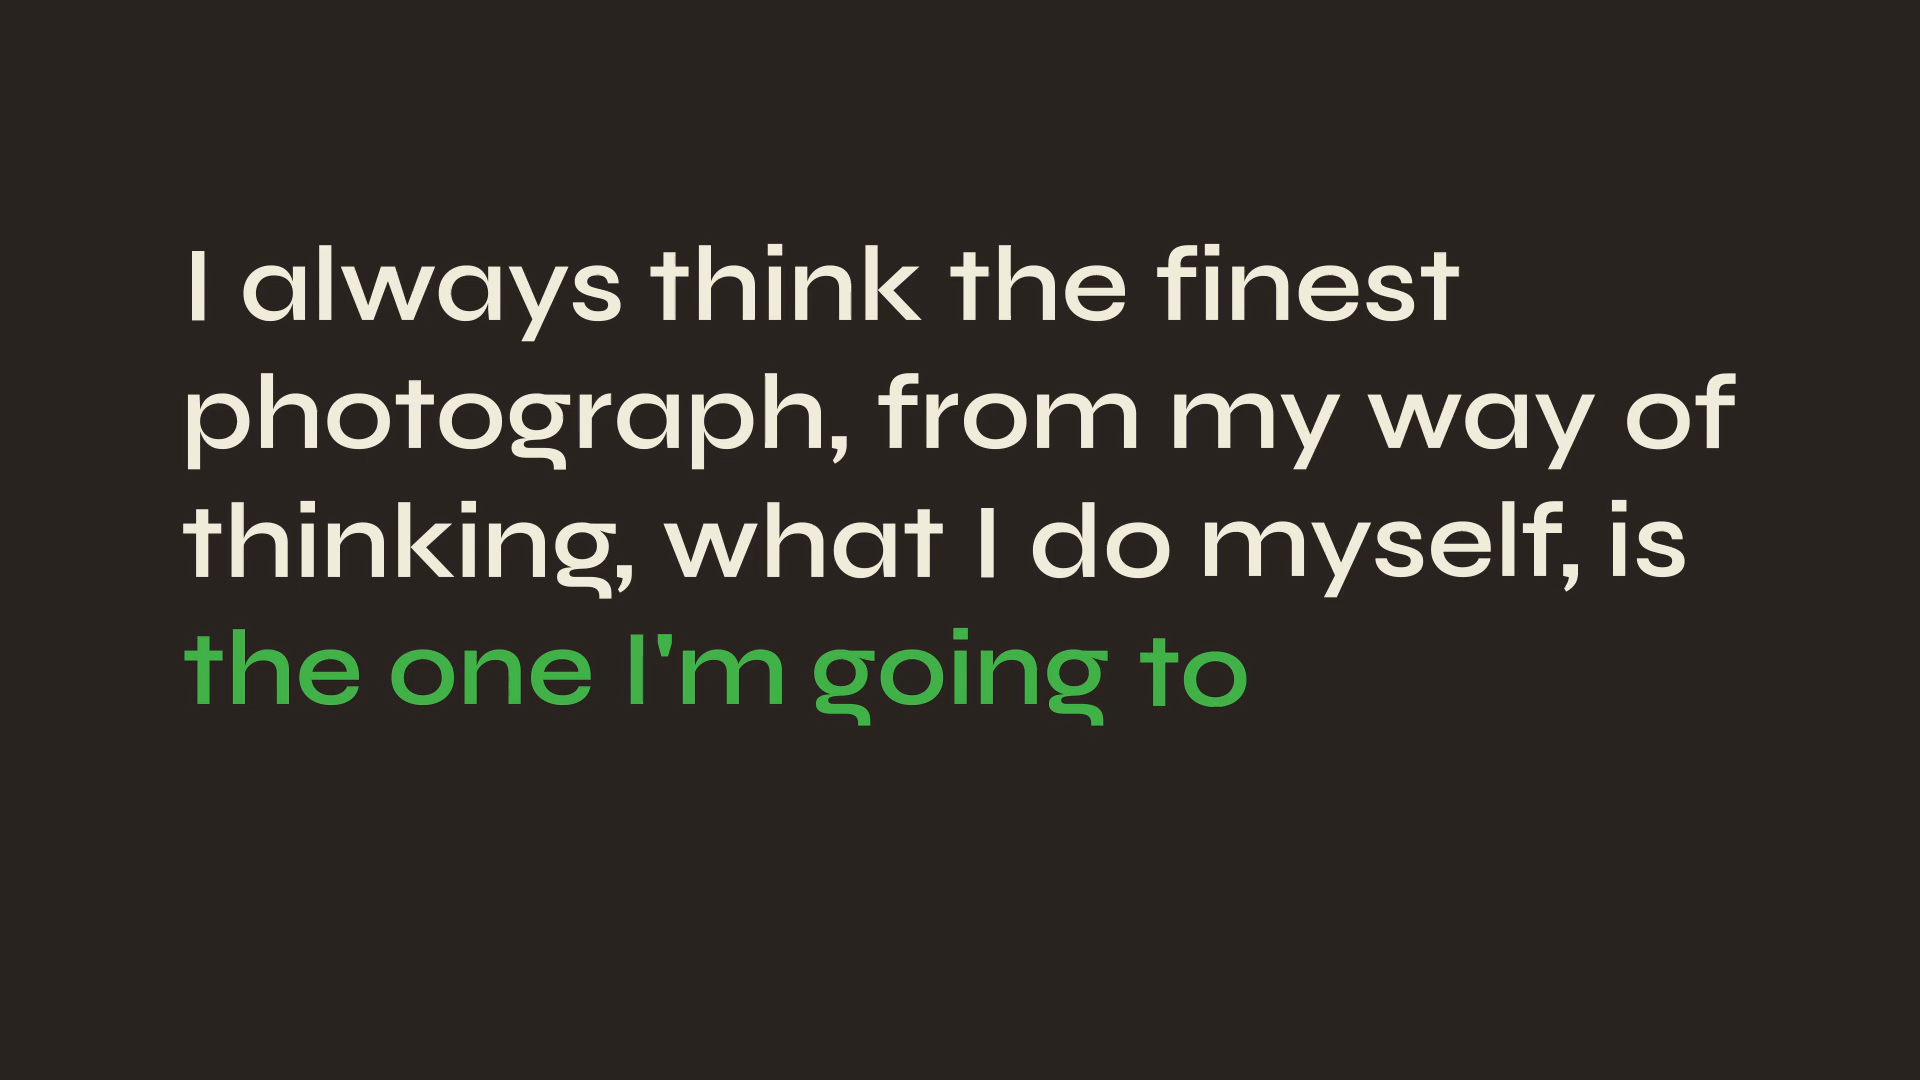 I always think the finest
photograph, from my way of
thinking, what I do myself, is
the one I'm going to